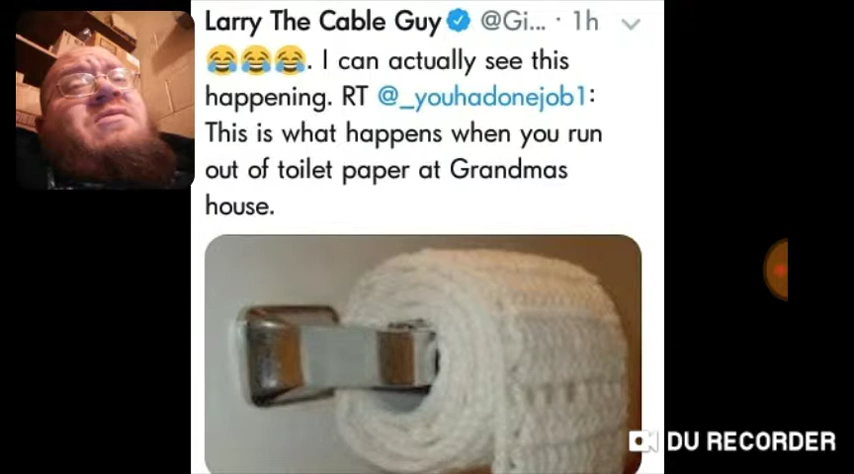 Larry The Cable Guy @Gi... · 1h
😂😂😂. I can actually see this
happening. RT @_youhadonejob1:
This is what happens when you run
out of toilet paper at Grandmas
house.
DU RECORDER